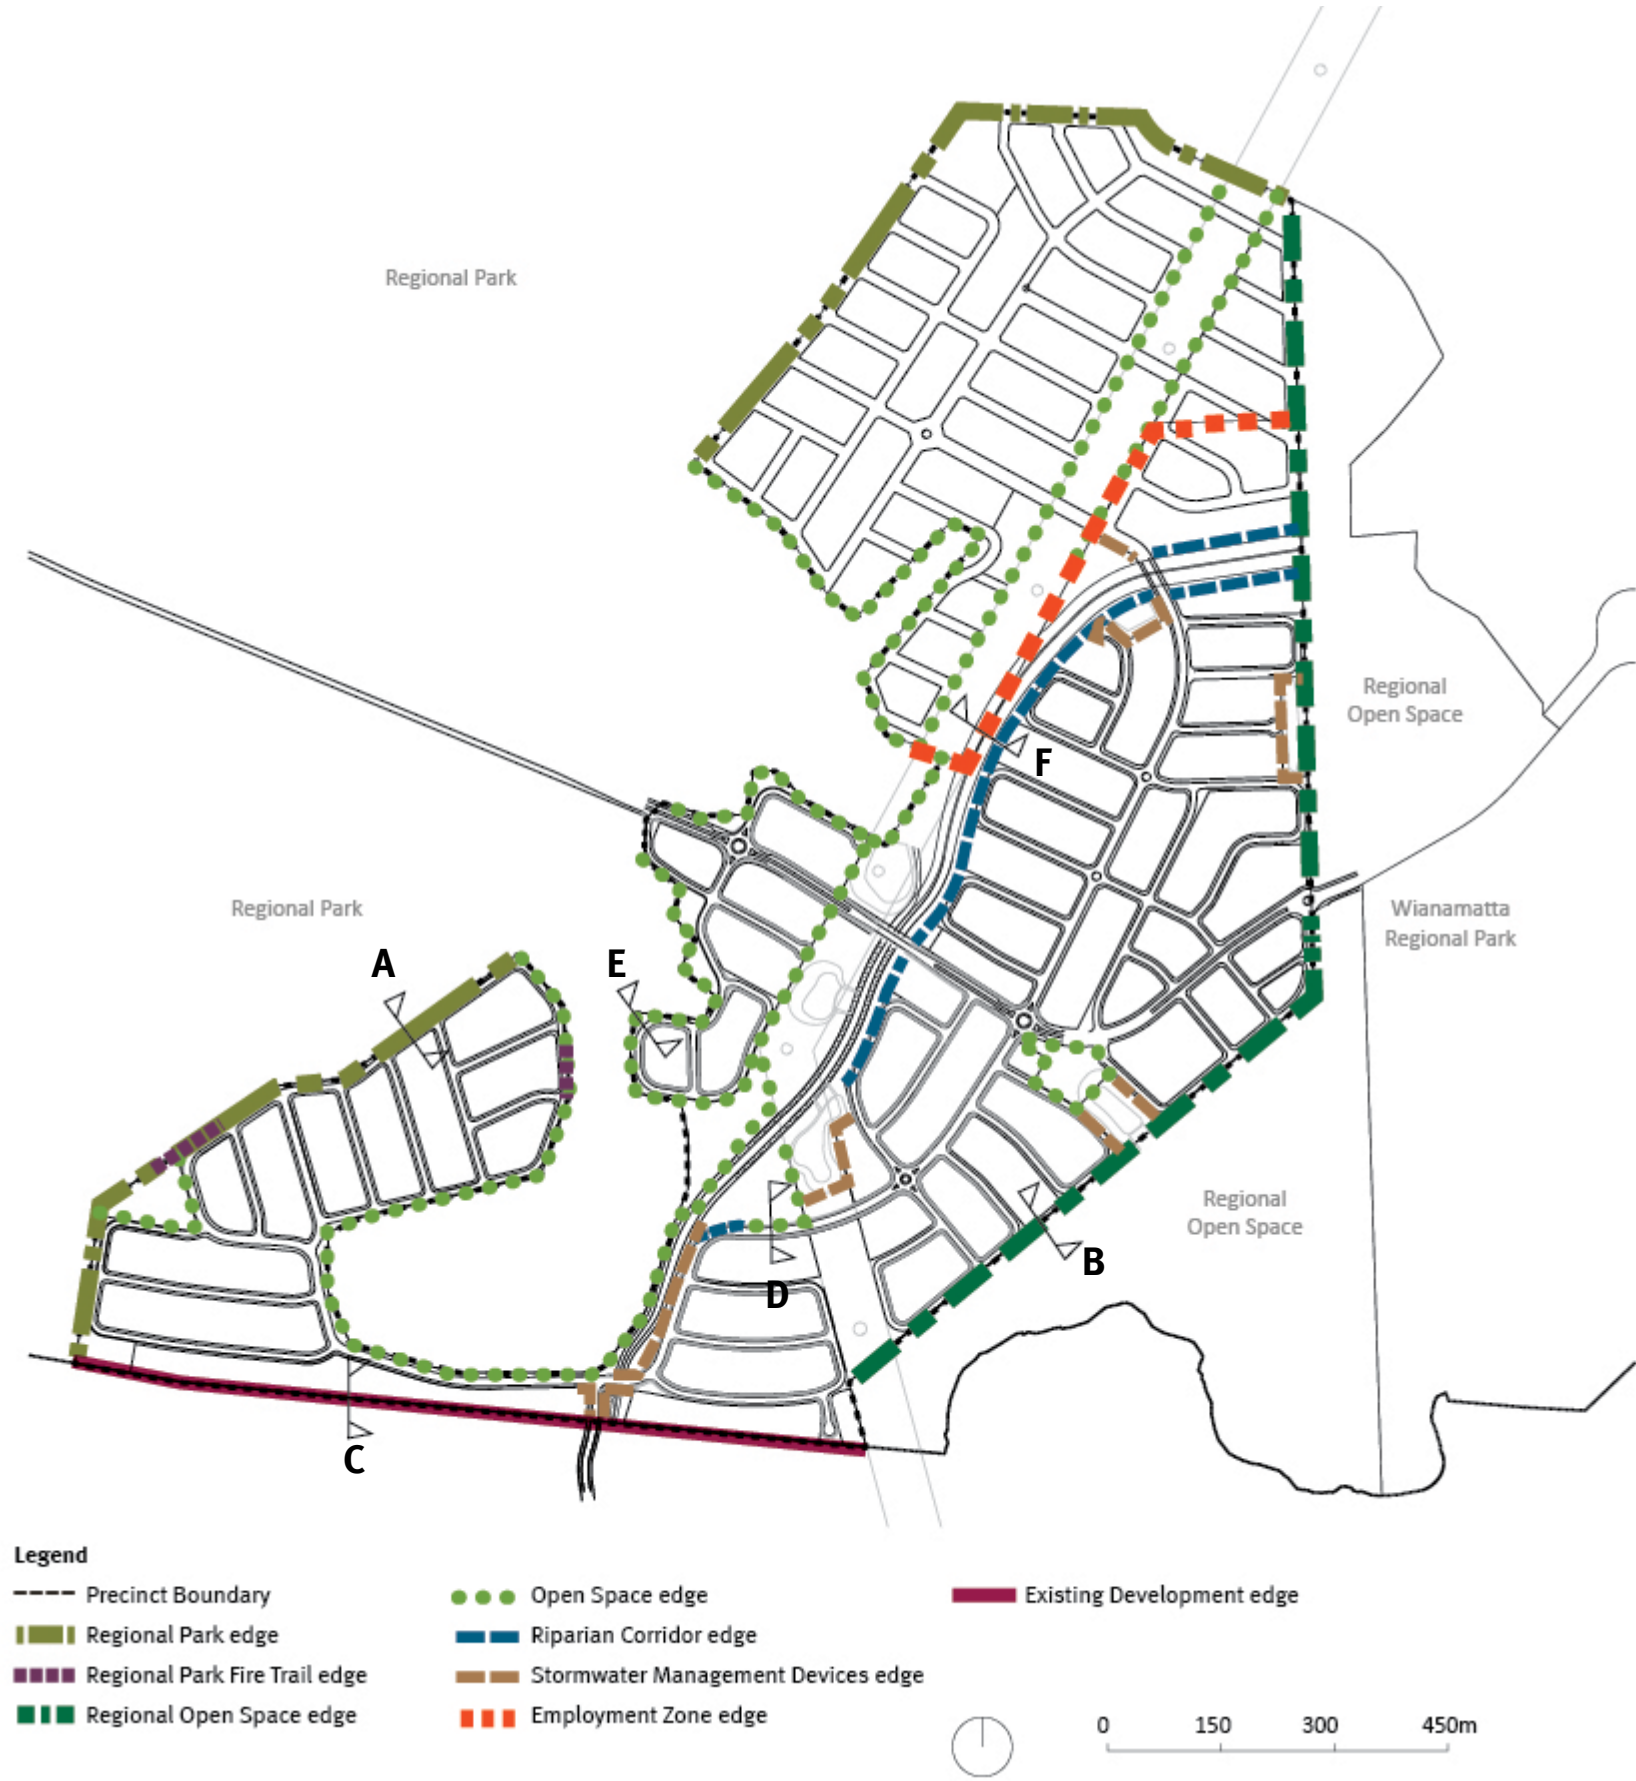 Regional Park
Regional
Open Space
F
Regional Park
Wianamatta
Regional Park
A
E
Regional
Open Space
B
D
C
Legend
Precinct Boundary
Regional Park edge
Regional Park Fire Trail edge
Regional Open Space edge
Open Space edge
Riparian Corridor edge
Stormwater Management Devices edge
Employment Zone edge
Existing Development edge
0 150 300 450m